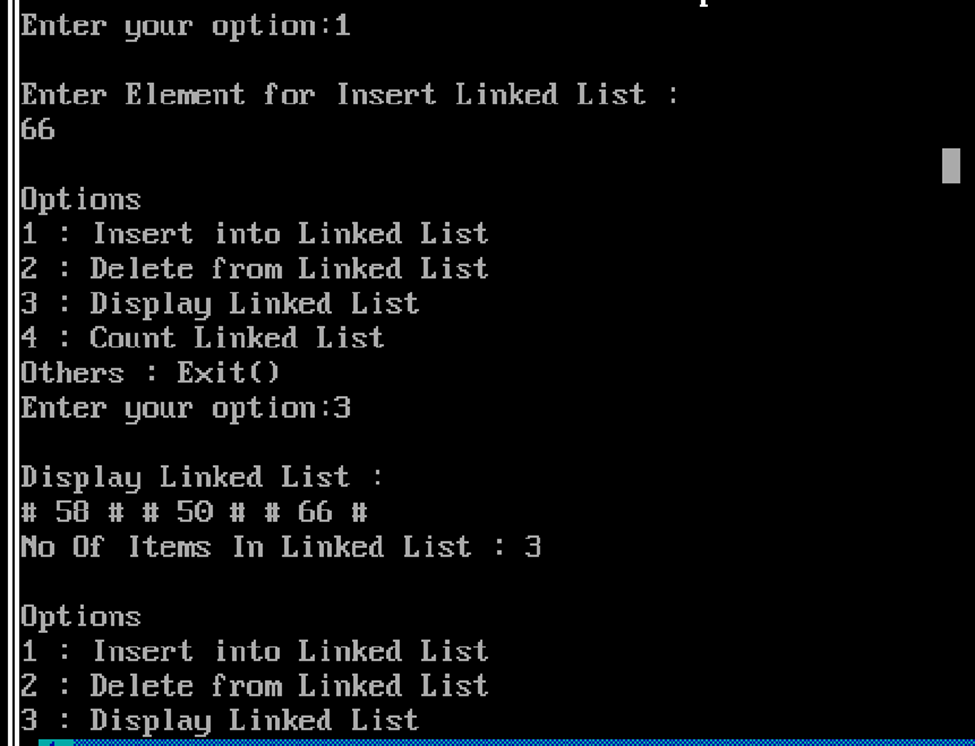 Enter your option:1
Enter Element for Insert Linked List :
66
Options
1 : Insert into Linked List
2 : Delete from Linked List
3 : Display Linked List
4 : Count Linked List
Others : Exit()
Enter your option:3
Display Linked List :
# 58 # # 50 # # 66 #
No Of Items In Linked List : 3
Options
1 : Insert into Linked List
2 : Delete from Linked List
3 : Display Linked List